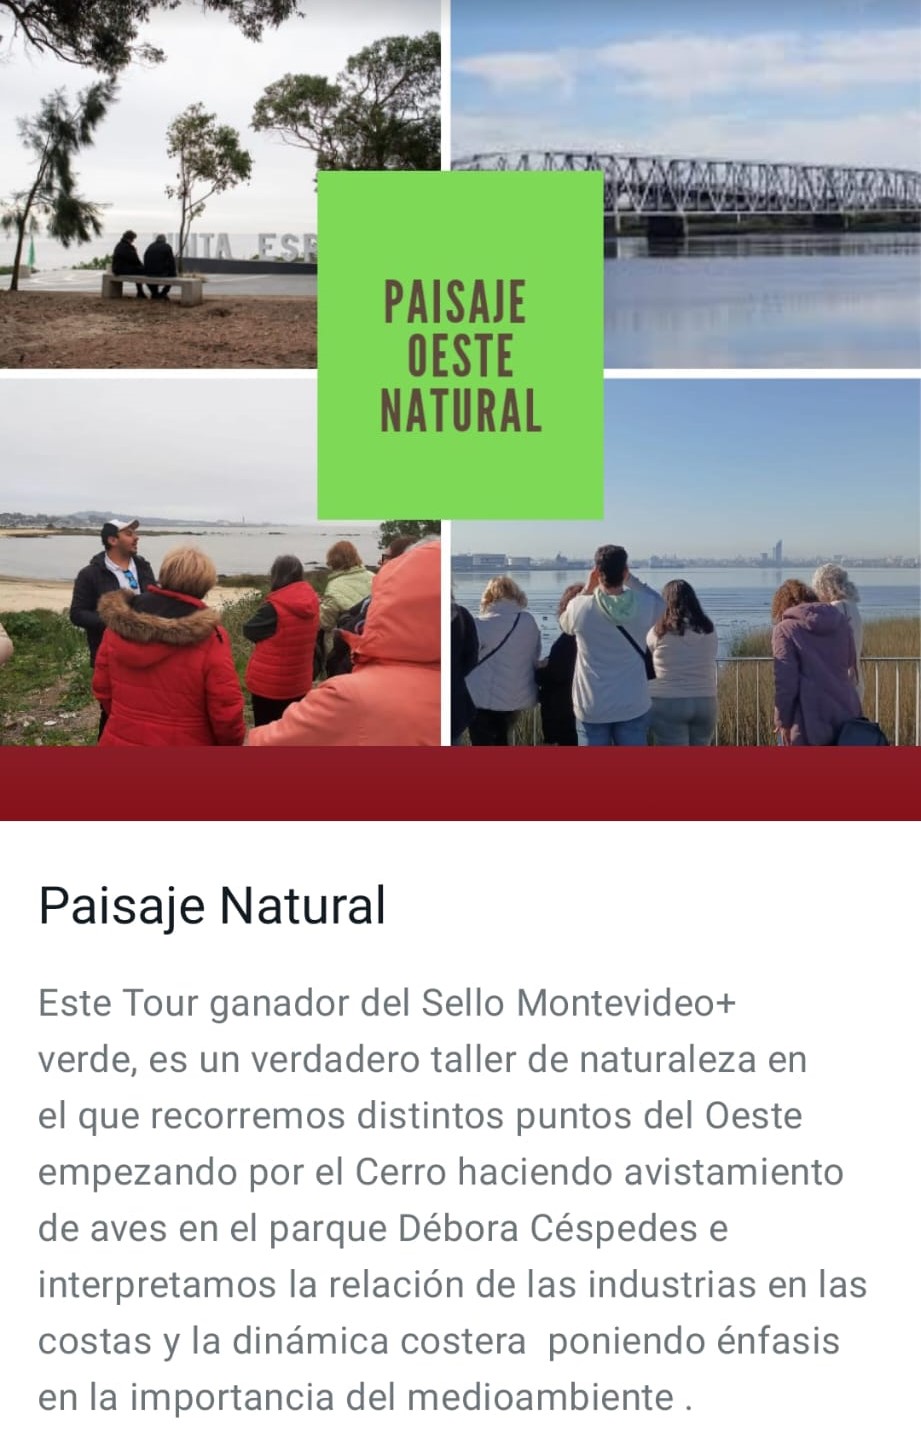 PUNTA ESP
PAISAJE
OESTE
NATURAL
Paisaje Natural
Este Tour ganador del Sello Montevideo+
verde, es un verdadero taller de naturaleza en
el que recorremos distintos puntos del Oeste
empezando por el Cerro haciendo avistamiento
de aves en el parque Débora Céspedes e
interpretamos la relación de las industrias en las
costas y la dinámica costera  poniendo énfasis
en la importancia del medioambiente .